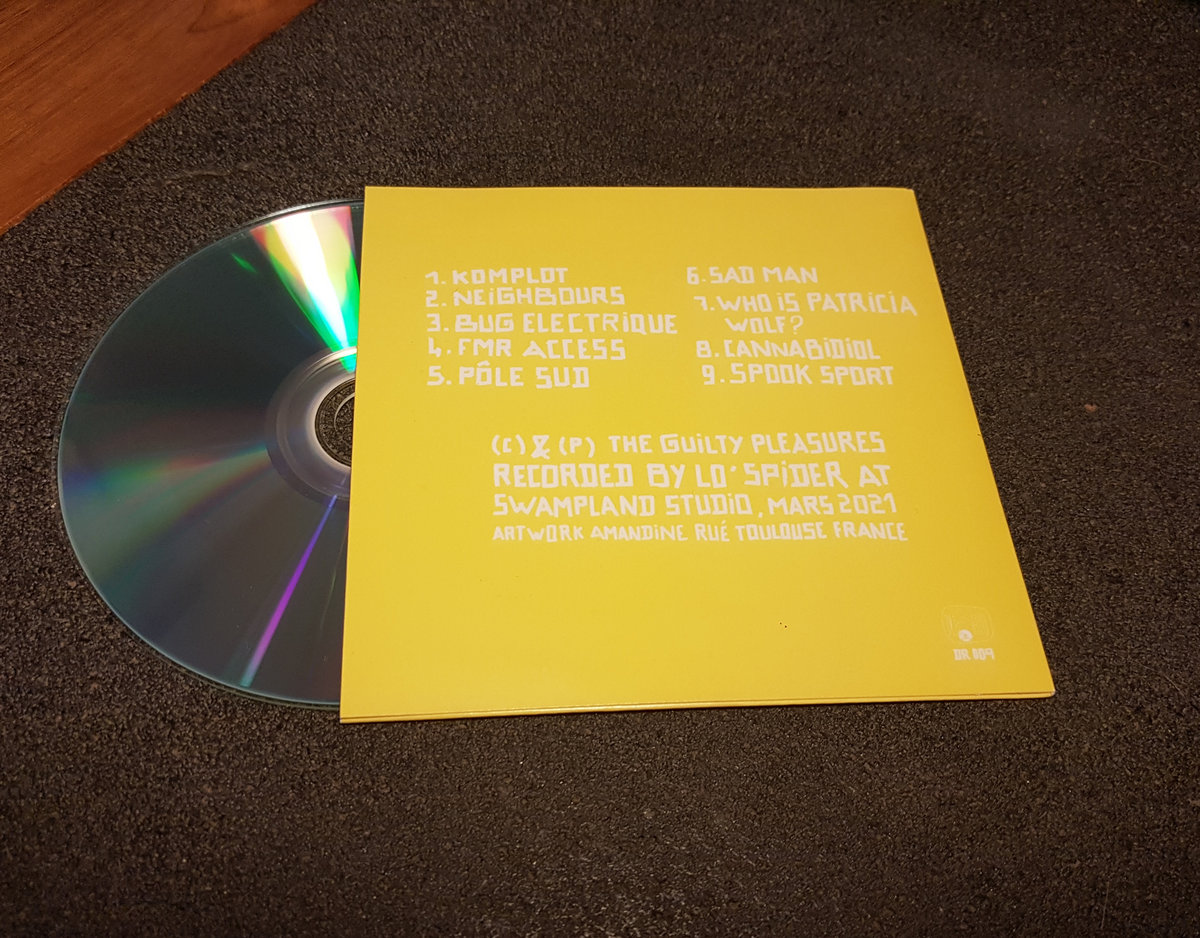 1. KOMPLOT
2. NEiGHBOURS
3. BUG ELECTRiQUE
4. FMR ACCESS
5. PÔLE SUD
6. SAD MAN
7. WHO iS PATRiCiA
WOLF?
8. CANNABiDiOL
9. SPOOK SPORT
(C) & (P) THE GUiLTY PLEASURES
RECORDED BY LO'SPiDER AT
SWAMPLAND STUDiO, MARS 2021
ARTWORK AMANDiNE RUÉ TOULOUSE FRANCE
DR 809